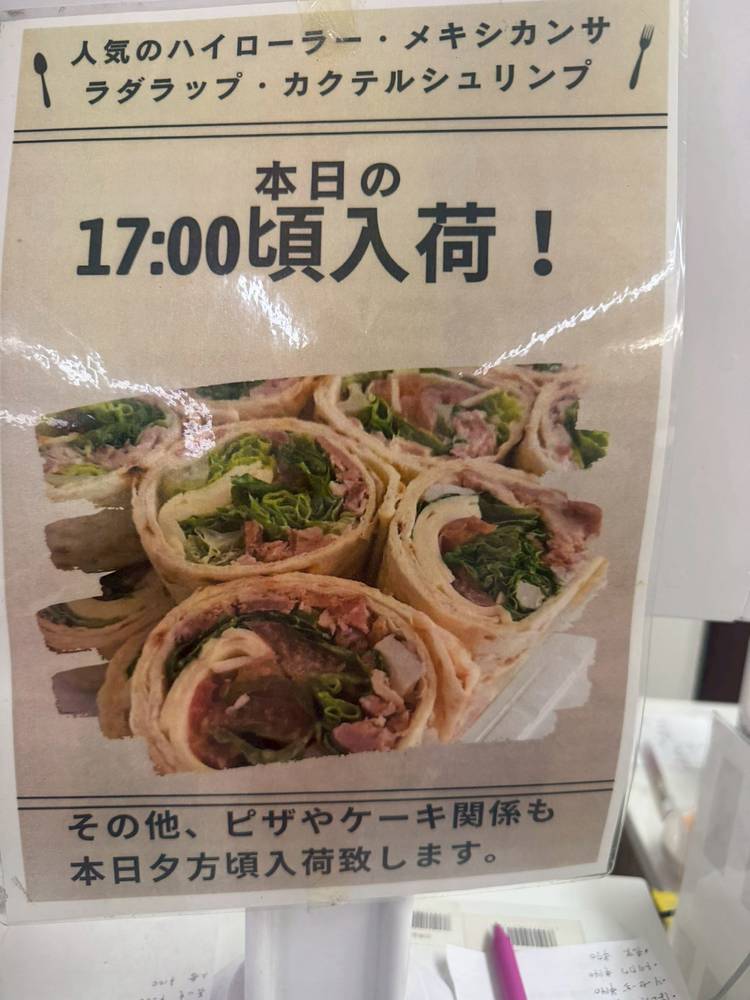 人気のハイローラー・メキシカンサ
ラダラップ・カクテルシュリンプ
本日の
17:00頃入荷！
その他、ピザやケーキ関係も
本日夕方頃入荷致します。